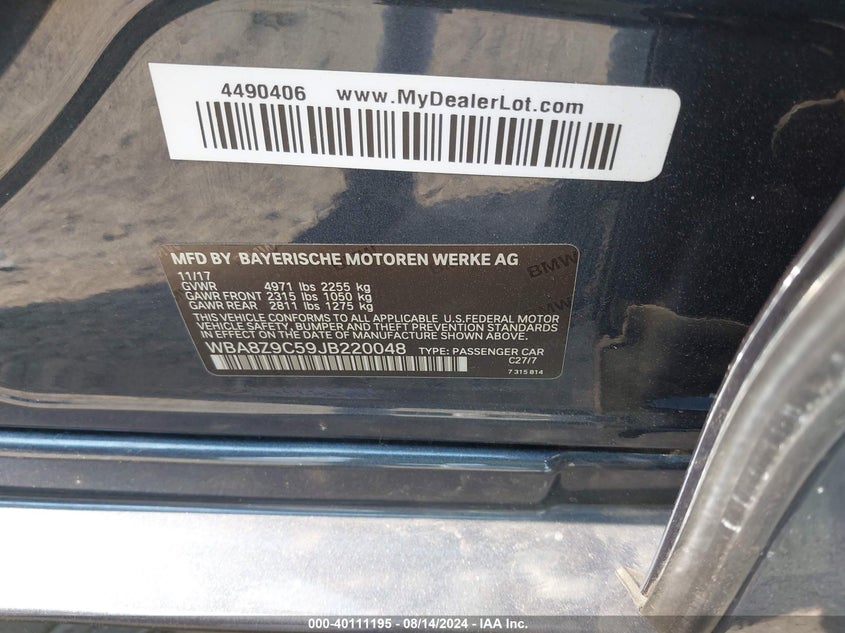 4490406 www.MyDealerLot.com
MFD BY BAYERISCHE MOTOREN WERKE AG
BMW
11/17
GVWR 4971 lbs 2255 kg
GAWR FRONT 2315 lbs 1050 kg
GAWR REAR 2811 lbs 1275 kg
THIS VEHICLE CONFORMS TO ALL APPLICABLE U.S.FEDERAL MOTOR
VEHICLE SAFETY, BUMPER AND THEFT PREVENTION STANDARDS
IN EFFECT ON THE DATE OF MANUFACTURE SHOWN ABOVE.
WBA8Z9C59JB220048 TYPE: PASSENGER CAR
C27/7
7 315 814
000-40111195 - 08/14/2024 - IAA Inc.